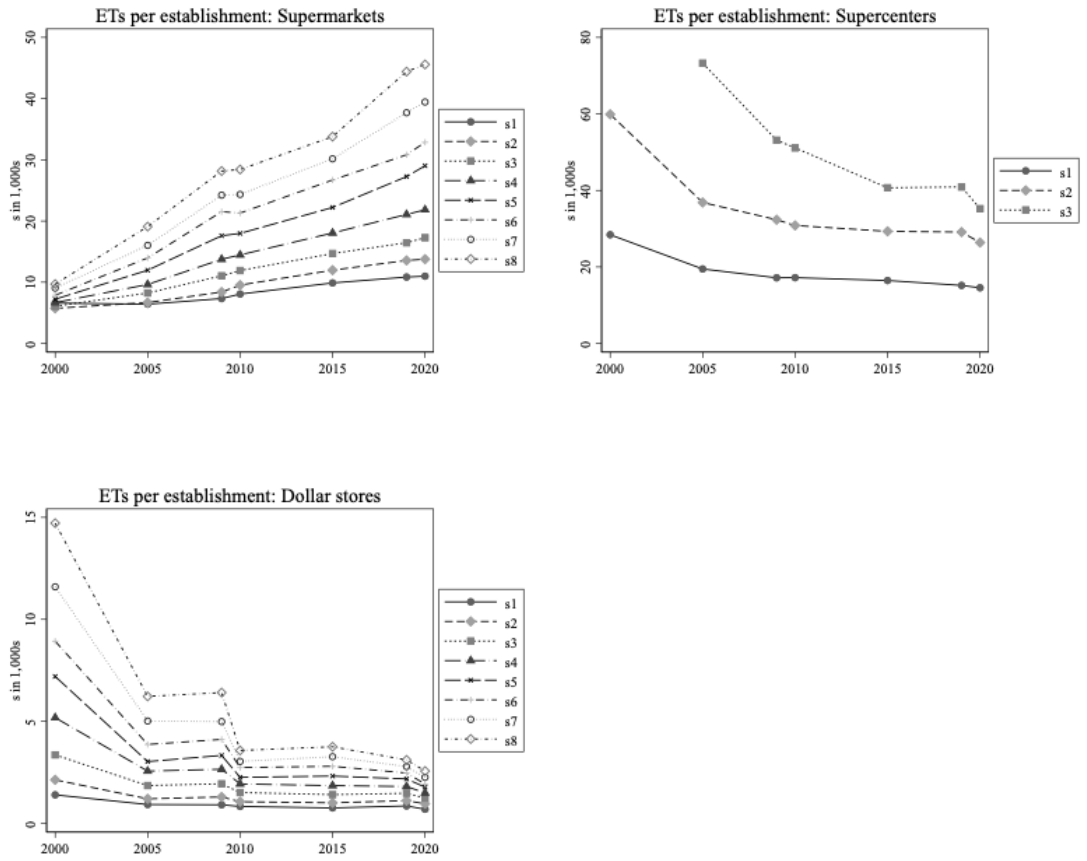 ETs per establishment: Supermarkets
s in 1,000s
50
40
30
20
10
0
2000 2005 2010 2015 2020
s1
s2
s3
s4
s5
s6
s7
s8
ETs per establishment: Supercenters
s in 1,000s
80
60
40
20
0
2000 2005 2010 2015 2020
s1
s2
s3
ETs per establishment: Dollar stores
s in 1,000s
15
10
5
0
2000 2005 2010 2015 2020
s1
s2
s3
s4
s5
s6
s7
s8